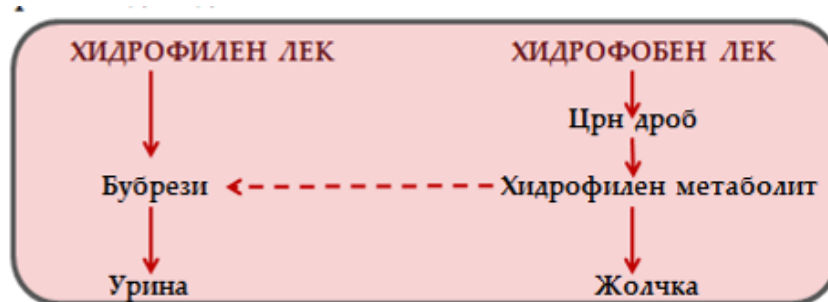 ХИДРОФИЛЕН ЛЕК
ХИДРОФОБЕН ЛЕК
Црн дроб
Бубрези
Хидрофилен метаболит
Урина
Жолчка